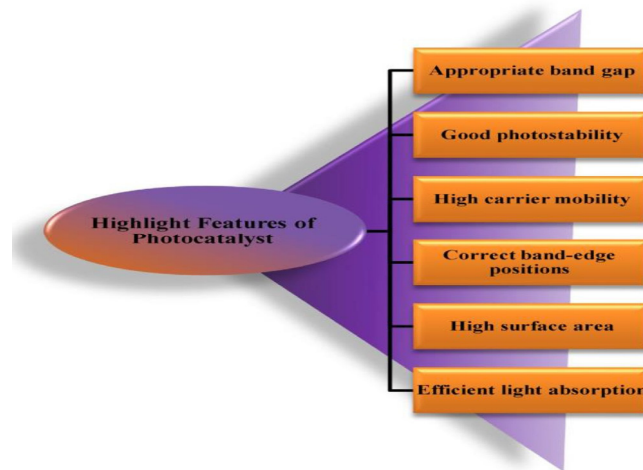 Highlight Features of
Photocatalyst
Appropriate band gap
Good photostability
High carrier mobility
Correct band-edge
positions
High surface area
Efficient light absorption